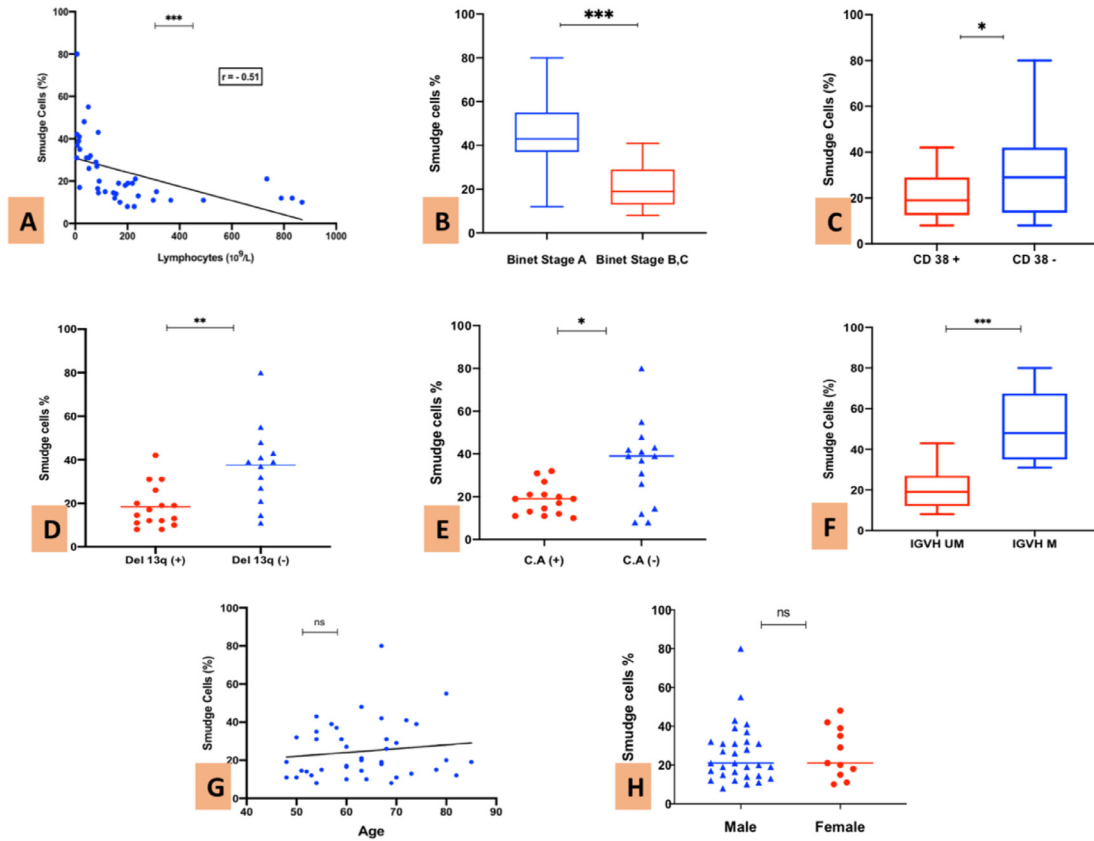 ***
100
80
60
40
20
0
Smudge Cells (%)
r = - 0.51
0 200 400 600 800 1000
Lymphocytes (10⁹/L)
A
***
100
80
60
40
20
0
Smudge cells %
Binet Stage A Binet Stage B,C
B
*
100
80
60
40
20
0
Smudge Cells (%)
CD 38 + CD 38 -
C
**
100
80
60
40
20
0
Smudge cells %
Del 13q (+) Del 13q (-)
D
*
100
80
60
40
20
0
Smudge cells %
C.A (+) C.A (-)
E
***
100
80
60
40
20
0
Smudge Cells (%)
IGVH UM IGVH M
F
ns
100
80
60
40
20
0
Smudge Cells (%)
40 50 60 70 80 90
Age
G
ns
100
80
60
40
20
0
Smudge cells %
Male Female
H